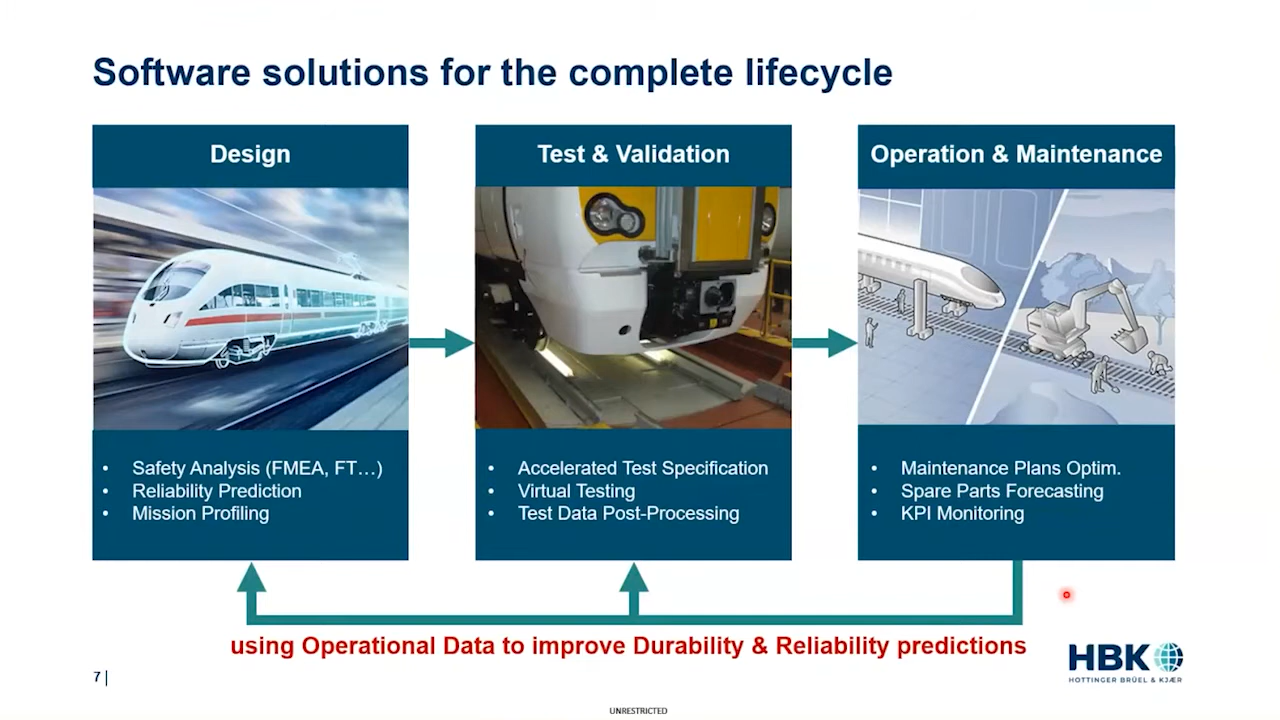 Software solutions for the complete lifecycle
Design
• Safety Analysis (FMEA, FT…)
• Reliability Prediction
• Mission Profiling
Test & Validation
• Accelerated Test Specification
• Virtual Testing
• Test Data Post-Processing
Operation & Maintenance
• Maintenance Plans Optim.
• Spare Parts Forecasting
• KPI Monitoring
using Operational Data to improve Durability & Reliability predictions
HBK
HOTTINGER BRÜEL & KJÆR
7 |
UNRESTRICTED